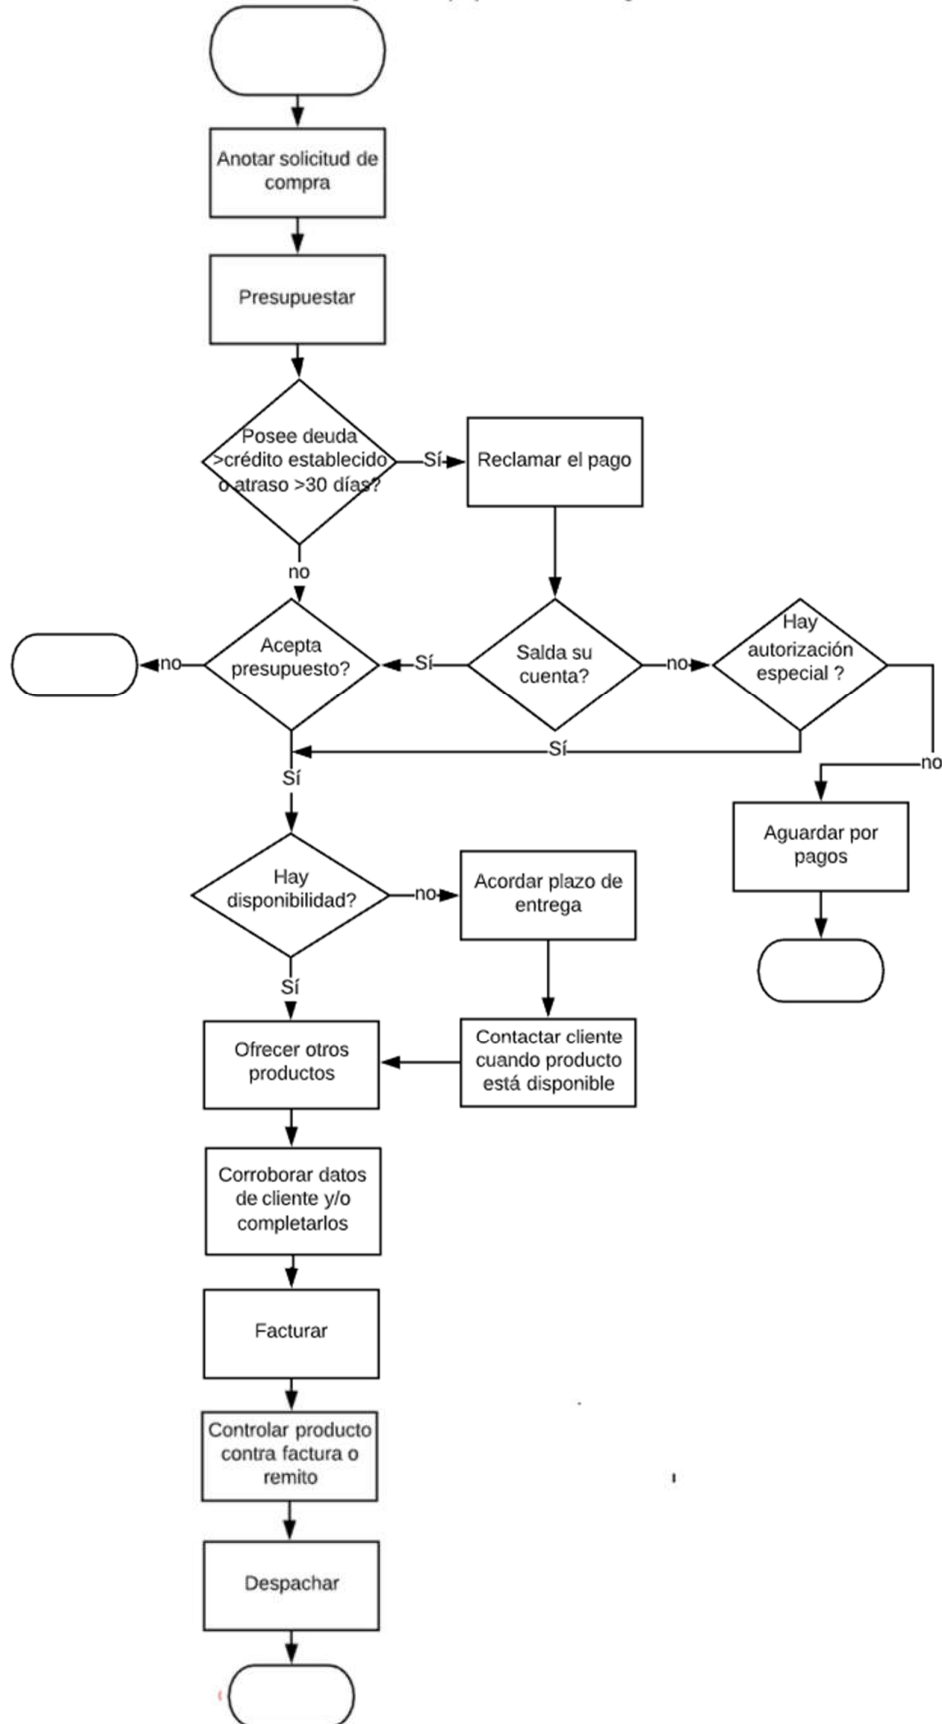 Anotar solicitud de
compra
Presupuestar
Posee deuda
>crédito establecido
o atraso >30 días?
Sí
Reclamar el pago
no
Acepta
presupuesto?
no
Sí
Salda su
cuenta?
no
Hay
autorización
especial ?
Sí
no
Sí
Aguardar por
pagos
Hay
disponibilidad?
no
Acordar plazo de
entrega
Sí
Ofrecer otros
productos
Contactar cliente
cuando producto
está disponible
Corroborar datos
de cliente y/o
completarlos
Facturar
Controlar producto
contra factura o
remito
Despachar